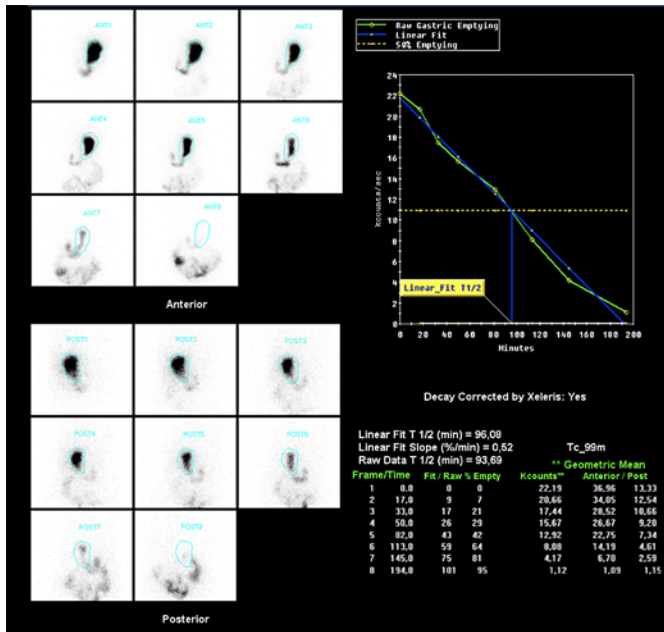 ANT1 ANT2 ANT3
ANT4 ANT5 ANT6
ANT7 ANT8
Anterior
POST1 POST2 POST3
POST4 POST5 POST6
POST7 POST8
Posterior
Raw Gastric Emptying
Linear Fit
50% Emptying
kcounts/sec
24
22
20
18
16
14
12
10
8
6
4
2
0
Linear_Fit T1/2
0 20 40 60 80 100 120 140 160 180 200
Minutes
Decay Corrected by Xeleris: Yes
Linear Fit T 1/2 (min) = 96,08
Linear Fit Slope (%/min) = 0,52 Tc_99m
Raw Data T 1/2 (min) = 93,69 ** Geometric Mean
Frame/Time Fit / Raw % Empty Kcounts** Anterior / Post
1 0.0 0 0 22,19 36,96 13,33
2 17,0 9 7 20,66 34,05 12,54
3 33,0 17 21 17,44 28,52 10,66
4 50,0 26 29 15,67 26,67 9,20
5 82,0 43 42 12,92 22,75 7,34
6 113,0 59 64 8,08 14,19 4,61
7 145,0 75 81 4,17 6,70 2,59
8 194,0 101 95 1,12 1,09 1,15